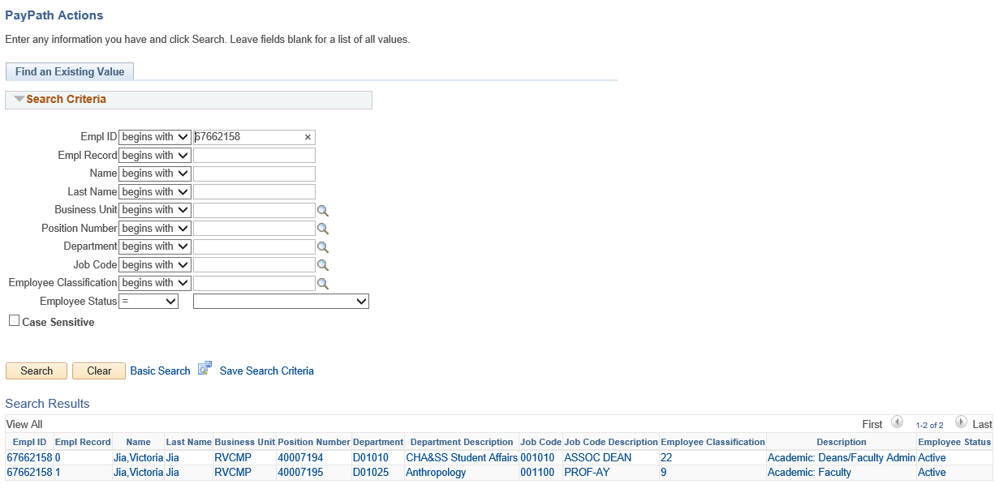 PayPath Actions
Enter any information you have and click Search. Leave fields blank for a list of all values.
Find an Existing Value
Search Criteria
Empl ID begins with 67662158 ×
Empl Record begins with
Name begins with
Last Name begins with
Business Unit begins with
Position Number begins with
Department begins with
Job Code begins with
Employee Classification begins with
Employee Status =
Case Sensitive
Search Clear Basic Search Save Search Criteria
Search Results
View All First 1-2 of 2 Last
Empl ID Empl Record Name Last Name Business Unit Position Number Department Department Description Job Code Job Code Description Employee Classification Description Employee Status
67662158 0 Jia,Victoria Jia RVCMP 40007194 D01010 CHA&SS Student Affairs 001010 ASSOC DEAN 22 Academic: Deans/Faculty Admin Active
67662158 1 Jia,Victoria Jia RVCMP 40007195 D01025 Anthropology 001100 PROF-AY 9 Academic: Faculty Active